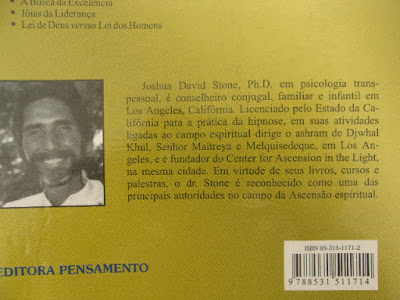 • A Busca da Excelência
• Jóias da Liderança
• Lei de Deus versus Lei dos Homens
Joshua David Stone, Ph.D. em psicologia trans-
pessoal, é conselheiro conjugal, familiar e infantil em
Los Angeles, Califórnia. Licenciado pelo Estado da Ca-
lifórnia para a prática da hipnose, em suas atividades
ligadas ao campo espiritual dirige o ashram de Djwhal
Khul, Senhor Maitreya e Melquisedeque, em Los An-
geles, e é fundador do Center for Ascension in the Light,
na mesma cidade. Em virtude de seus livros, cursos e
palestras, o dr. Stone é reconhecido como uma das
principais autoridades no campo da Ascensão espiritual.
ISBN 85-315-1171-2
9788531511714
EDITORA PENSAMENTO